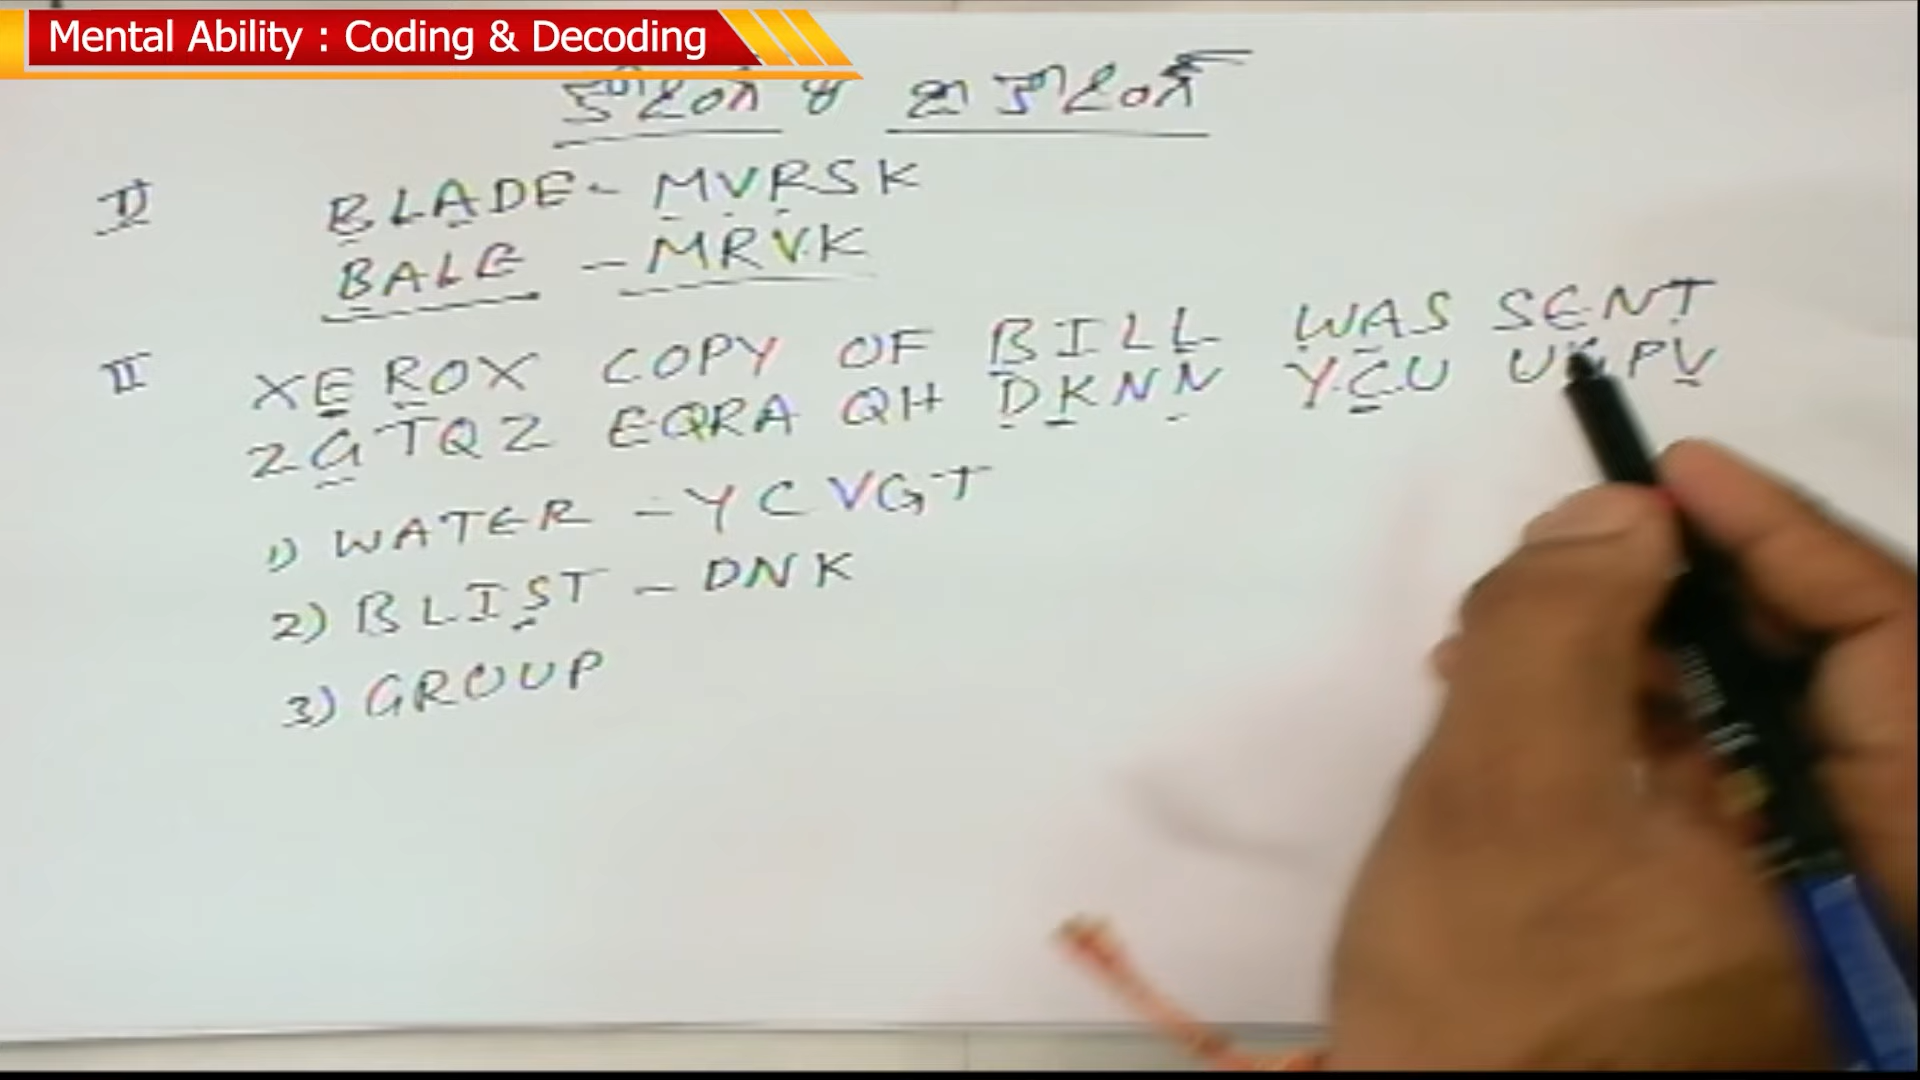 Mental Ability : Coding & Decoding
I) BLADE - MVRSK
BALE - MRVK
II XEROX COPY OF BILL WAS SENT
ZGTQZ EQRA QH DKNN YCU
1) WATER - YCVGT
2) BLIST - DNK
3) GROUP